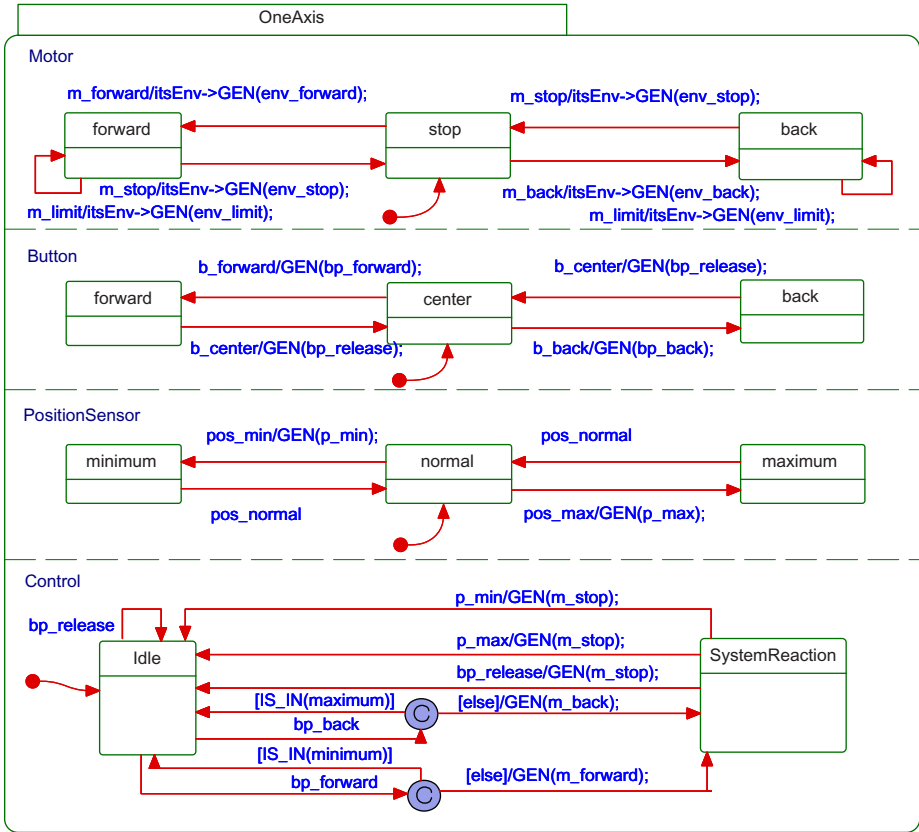 OneAxis
Motor
m_forward/itsEnv->GEN(env_forward);
m_stop/itsEnv->GEN(env_stop);
forward
stop
back
m_stop/itsEnv->GEN(env_stop);
m_back/itsEnv->GEN(env_back);
m_limit/itsEnv->GEN(env_limit);
m_limit/itsEnv->GEN(env_limit);
Button
b_forward/GEN(bp_forward);
b_center/GEN(bp_release);
forward
center
back
b_center/GEN(bp_release);
b_back/GEN(bp_back);
PositionSensor
pos_min/GEN(p_min);
pos_normal
minimum
normal
maximum
pos_normal
pos_max/GEN(p_max);
Control
p_min/GEN(m_stop);
bp_release
p_max/GEN(m_stop);
Idle
SystemReaction
bp_release/GEN(m_stop);
[IS_IN(maximum)]
[else]/GEN(m_back);
C
bp_back
[IS_IN(minimum)]
bp_forward
[else]/GEN(m_forward);
C